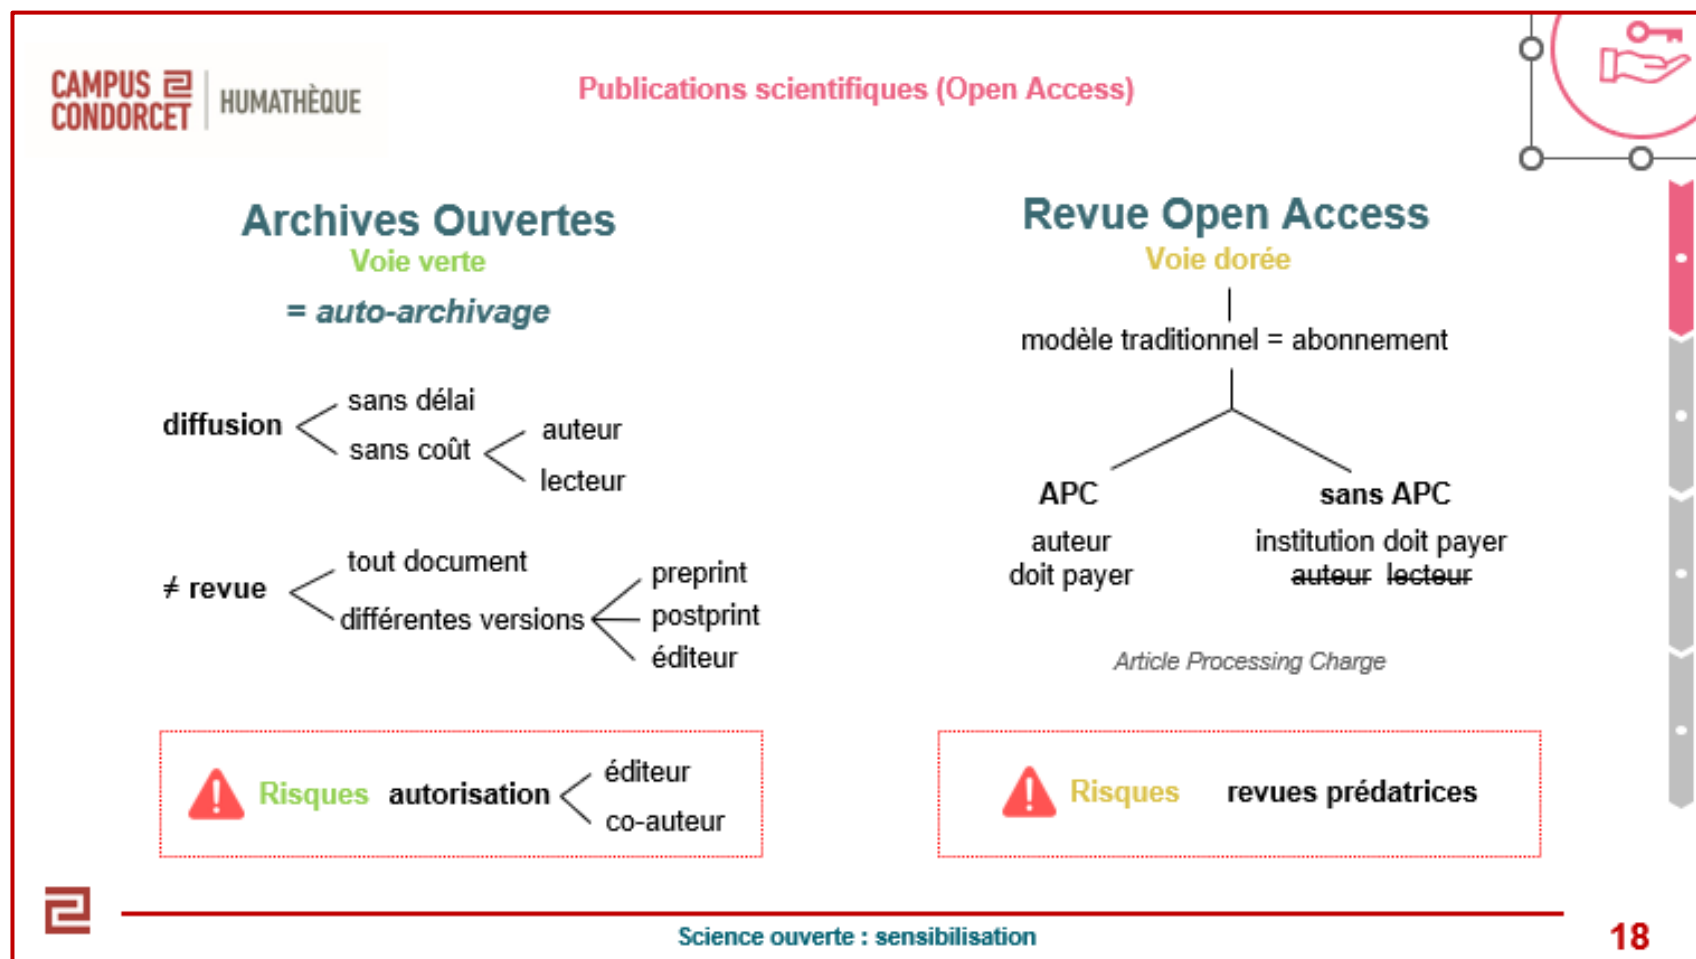 CAMPUS
CONDORCET
HUMATHÈQUE
Publications scientifiques (Open Access)
Archives Ouvertes
Voie verte
= auto-archivage
diffusion
sans délai
sans coût
auteur
lecteur
≠ revue
tout document
différentes versions
preprint
postprint
éditeur
Risques autorisation
éditeur
co-auteur
Revue Open Access
Voie dorée
modèle traditionnel = abonnement
APC
auteur
doit payer
sans APC
institution doit payer
auteur lecteur
Article Processing Charge
Risques revues prédatrices
Science ouverte : sensibilisation
18